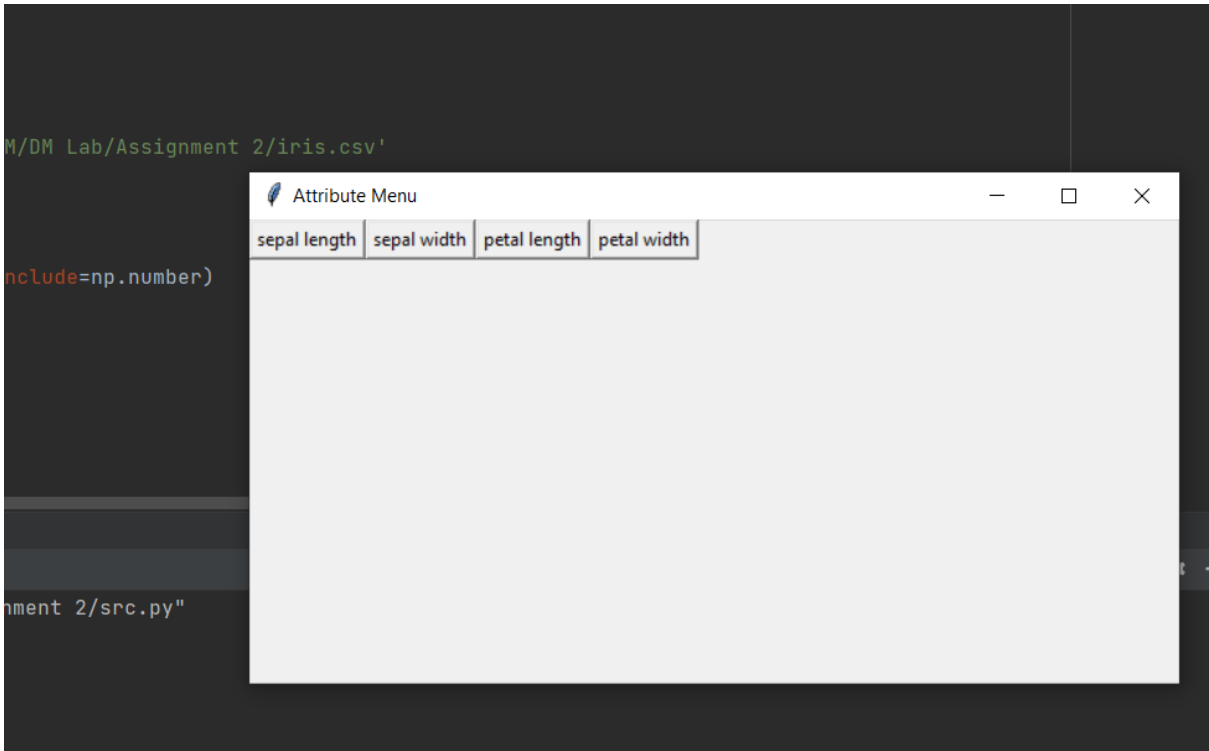 M/DM Lab/Assignment 2/iris.csv'
Attribute Menu
sepal length sepal width petal length petal width
nclude=np.number)
nment 2/src.py"